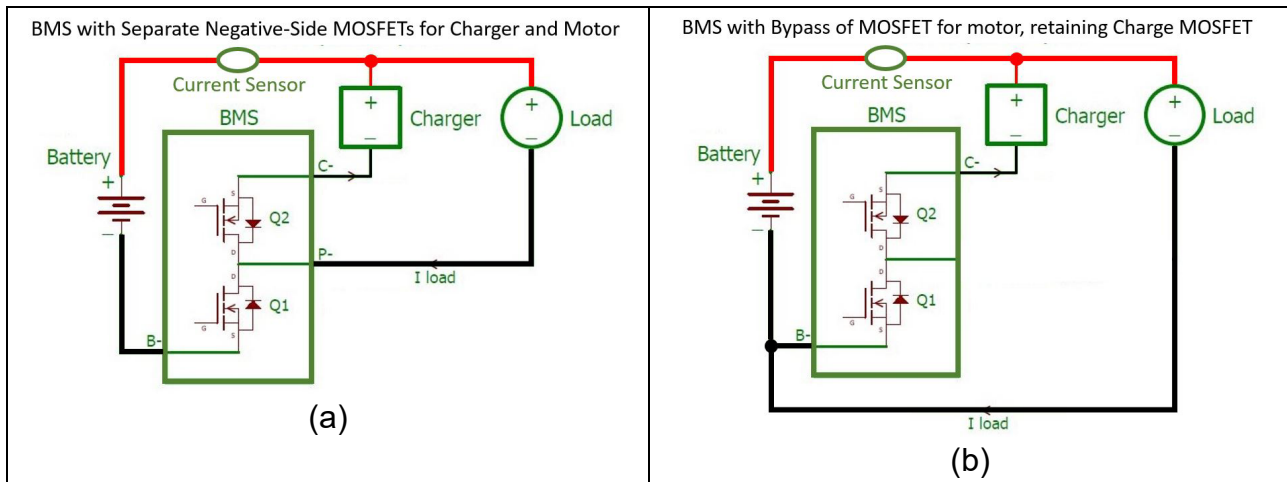 BMS with Separate Negative-Side MOSFETs for Charger and Motor
Current Sensor
BMS
+
−
Charger
+
−
Load
Battery
+
−
C-
S
G
Q2
D
P-
I load
D
Q1
G
S
B-
(a)
BMS with Bypass of MOSFET for motor, retaining Charge MOSFET
Current Sensor
BMS
+
−
Charger
+
−
Load
Battery
+
−
C-
S
G
Q2
D
D
Q1
G
S
B-
I load
(b)